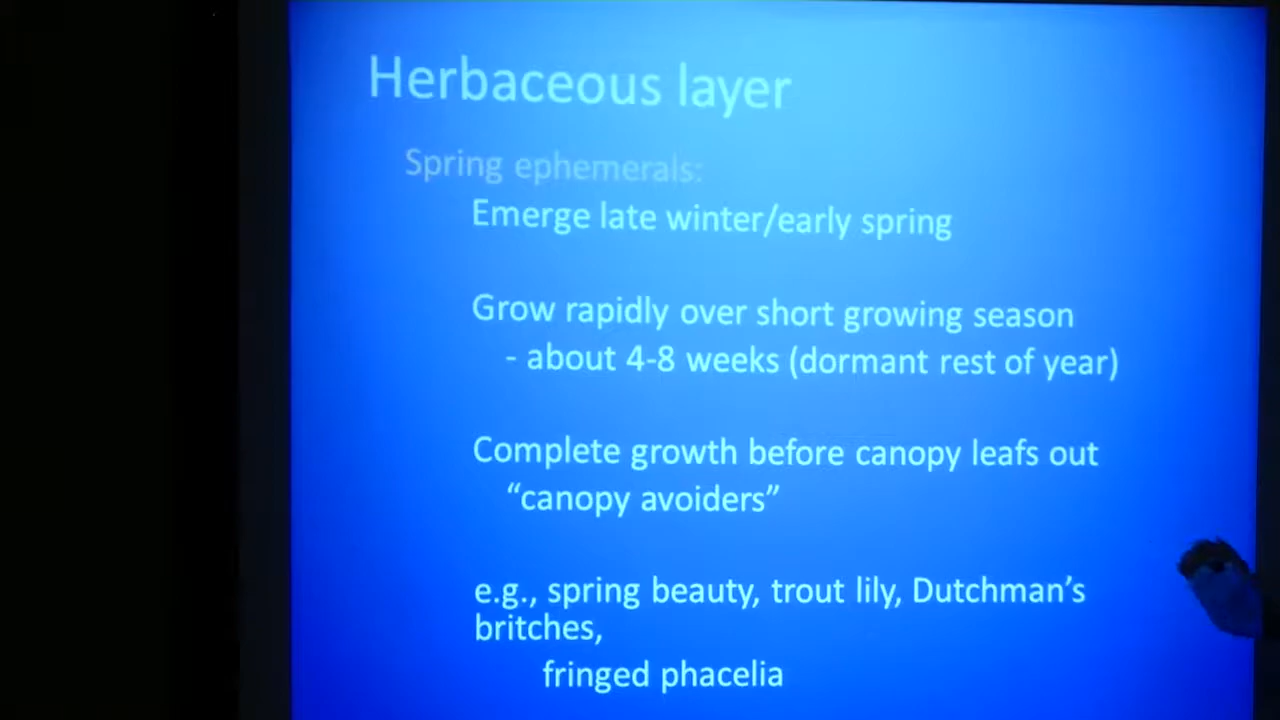 Herbaceous layer
Spring ephemerals:
Emerge late winter/early spring
Grow rapidly over short growing season
- about 4-8 weeks (dormant rest of year)
Complete growth before canopy leafs out
“canopy avoiders”
e.g., spring beauty, trout lily, Dutchman’s
britches,
fringed phacelia